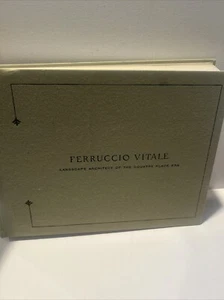 FERRUCCIO VITALE
LANDSCAPE ARCHITECT OF THE COUNTRY PLACE ERA